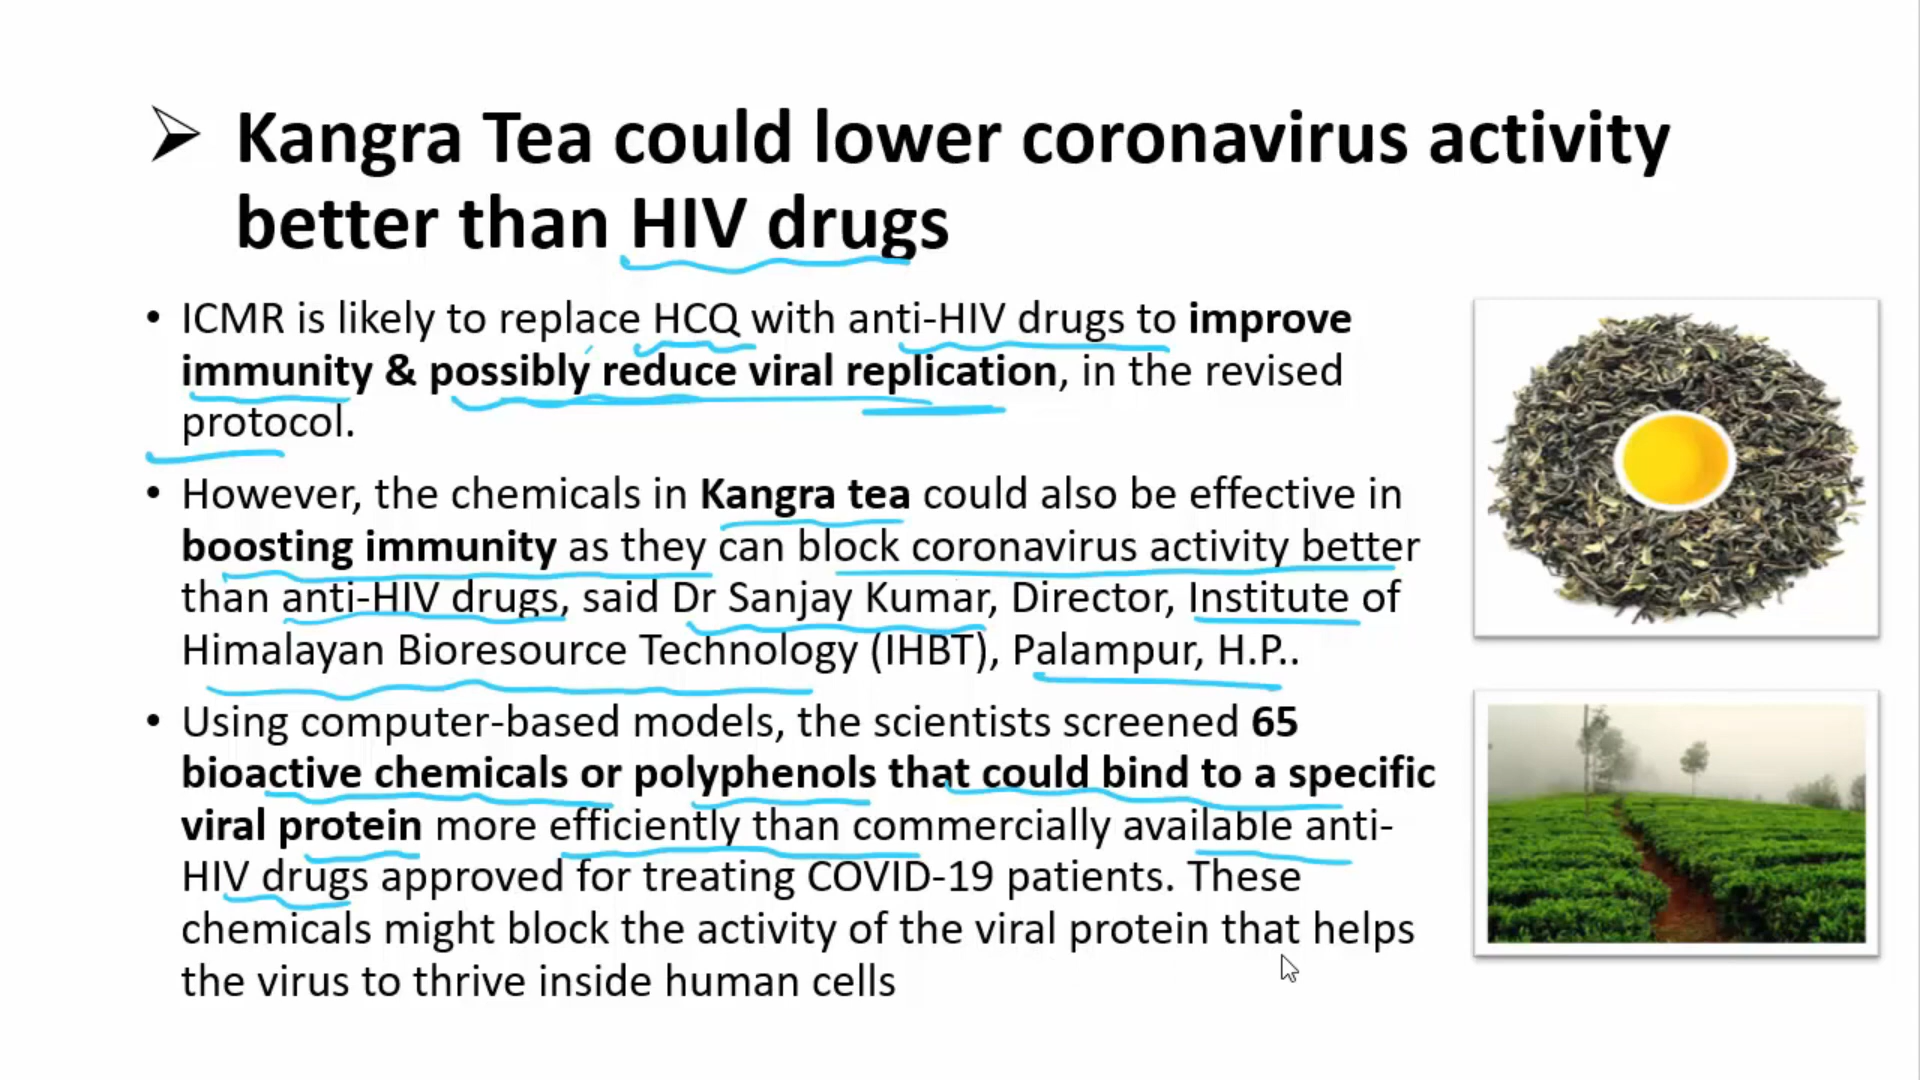 Kangra Tea could lower coronavirus activity
better than HIV drugs
• ICMR is likely to replace HCQ with anti-HIV drugs to improve
immunity & possibly reduce viral replication, in the revised
protocol.
• However, the chemicals in Kangra tea could also be effective in
boosting immunity as they can block coronavirus activity better
than anti-HIV drugs, said Dr Sanjay Kumar, Director, Institute of
Himalayan Bioresource Technology (IHBT), Palampur, H.P..
• Using computer-based models, the scientists screened 65
bioactive chemicals or polyphenols that could bind to a specific
viral protein more efficiently than commercially available anti-
HIV drugs approved for treating COVID-19 patients. These
chemicals might block the activity of the viral protein that helps
the virus to thrive inside human cells